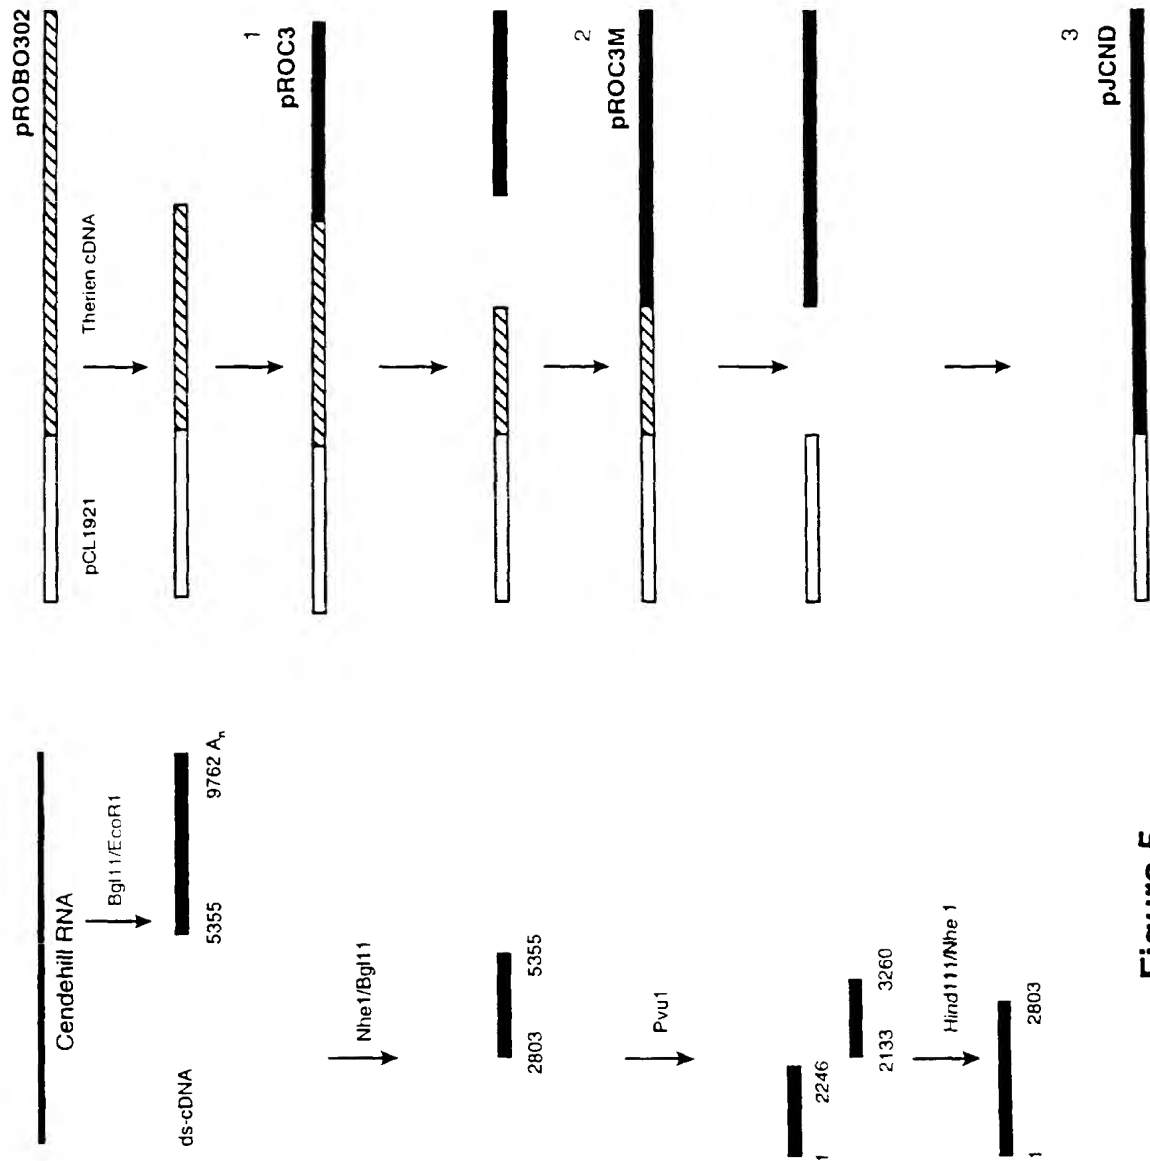 pROBO302
pCL1921
Therien cDNA
1
pROC3
2
pROC3M
3
pJCND
Cendehill RNA
Bgl11/EcoR1
ds-cDNA
5355
9762 An
Nhe1/Bgl11
2803
5355
Pvu1
1
2246
2133
3260
Hind111/Nhe 1
1
2803
Figure 5